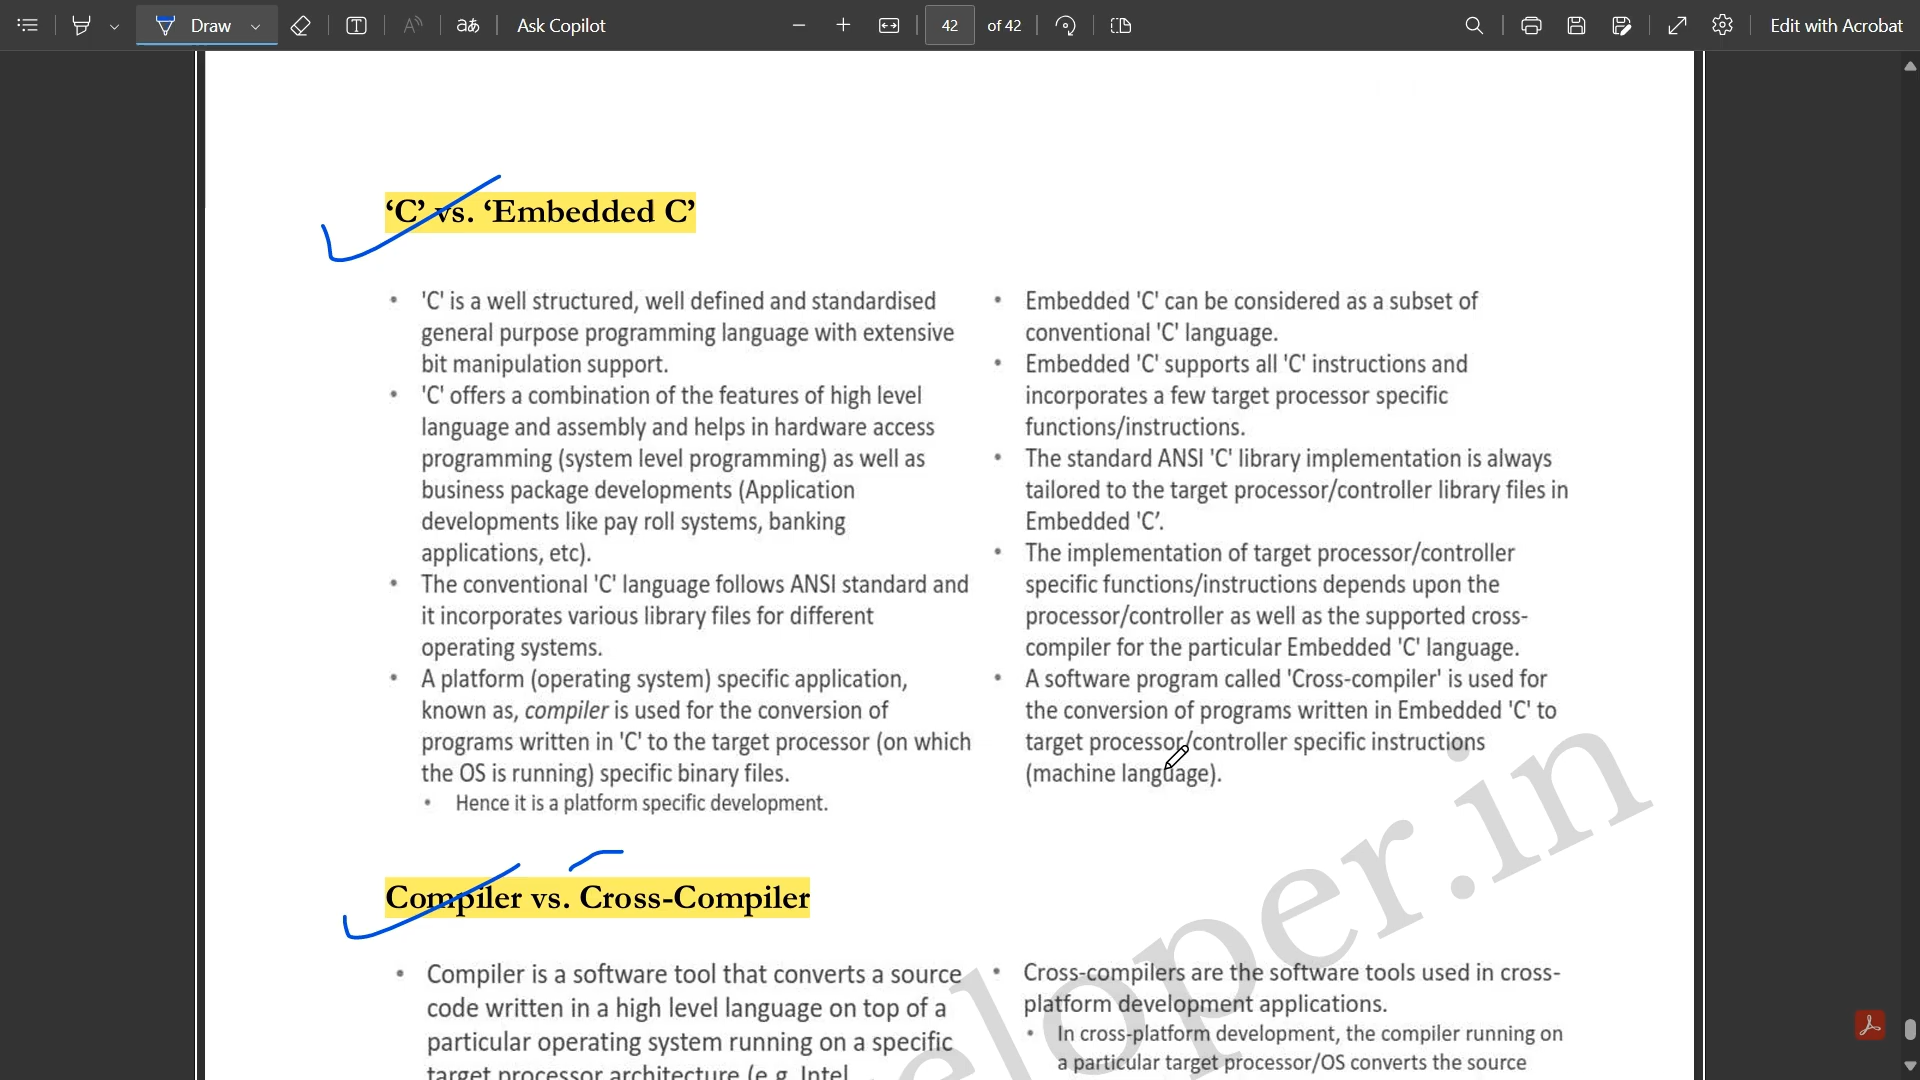 Draw
aあ
Ask Copilot
42
of 42
Edit with Acrobat
‘C’ vs. ‘Embedded C’
• 'C' is a well structured, well defined and standardised
general purpose programming language with extensive
bit manipulation support.
• 'C' offers a combination of the features of high level
language and assembly and helps in hardware access
programming (system level programming) as well as
business package developments (Application
developments like pay roll systems, banking
applications, etc).
• The conventional 'C' language follows ANSI standard and
it incorporates various library files for different
operating systems.
• A platform (operating system) specific application,
known as, compiler is used for the conversion of
programs written in 'C' to the target processor (on which
the OS is running) specific binary files.
• Hence it is a platform specific development.
• Embedded 'C' can be considered as a subset of
conventional 'C' language.
• Embedded 'C' supports all 'C' instructions and
incorporates a few target processor specific
functions/instructions.
• The standard ANSI 'C' library implementation is always
tailored to the target processor/controller library files in
Embedded 'C’.
• The implementation of target processor/controller
specific functions/instructions depends upon the
processor/controller as well as the supported cross-
compiler for the particular Embedded 'C' language.
• A software program called 'Cross-compiler' is used for
the conversion of programs written in Embedded 'C' to
target processor/controller specific instructions
(machine language).
Compiler vs. Cross-Compiler
• Compiler is a software tool that converts a source
code written in a high level language on top of a
particular operating system running on a specific
target processor architecture (e.g. Intel
• Cross-compilers are the software tools used in cross-
platform development applications.
• In cross-platform development, the compiler running on
a particular target processor/OS converts the source
eloper.in